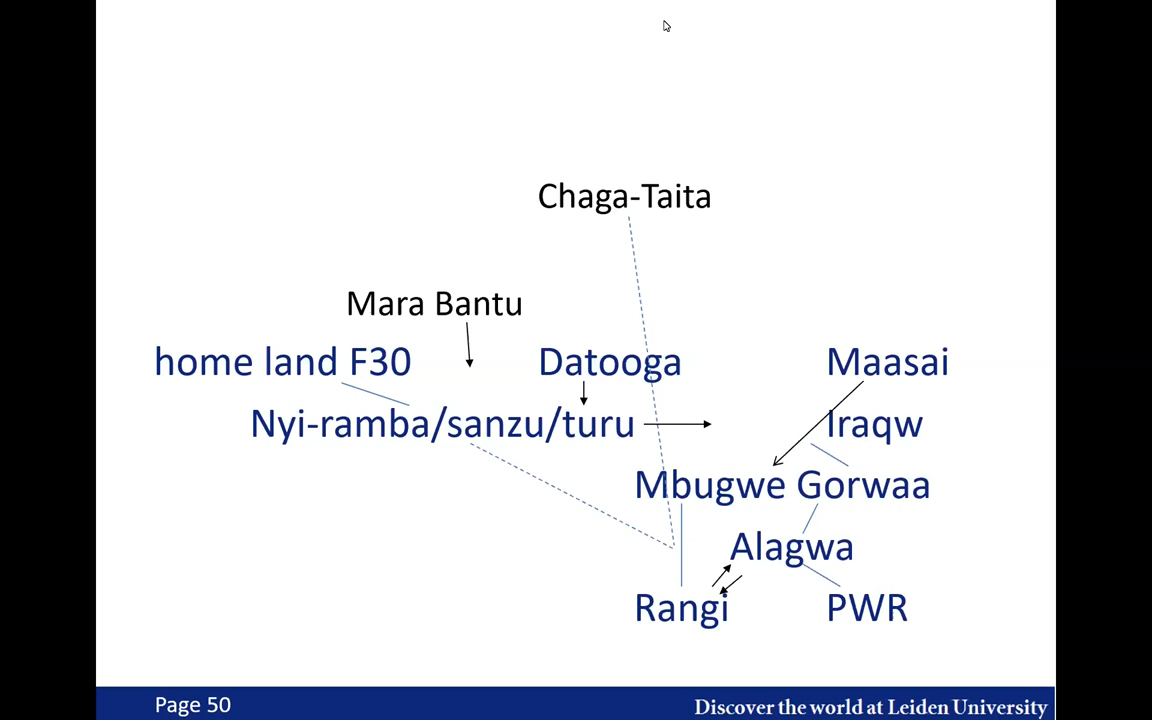 Chaga-Taita
Mara Bantu
home land F30 Datooga Maasai
Nyi-ramba/sanzu/turu Iraqw
Mbugwe Gorwaa
Alagwa
Rangi PWR
Page 50 Discover the world at Leiden University